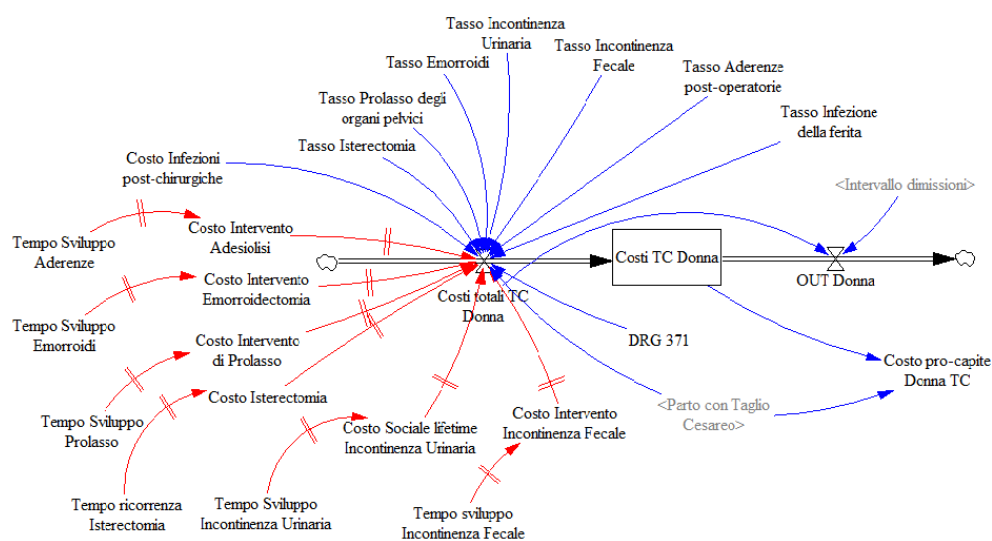 Tasso Incontinenza
Urinaria
Tasso Incontinenza
Fecale
Tasso Emorroidi
Tasso Aderenze
post-operatorie
Tasso Prolasso degli
organi pelvici
Tasso Infezione
della ferita
Tasso Isterectomia
Costo Infezioni
post-chirurgiche
<Intervallo dimissioni>
Tempo Sviluppo
Aderenze
Costo Intervento
Adesiolisi
Costi TC Donna
OUT Donna
Costo Intervento
Emorroidectomia
Costi totali TC
Donna
Tempo Sviluppo
Emorroidi
Costo Intervento
di Prolasso
DRG 371
Costo pro-capite
Donna TC
Costo Isterectomia
Tempo Sviluppo
Prolasso
Costo Sociale lifetime
Incontinenza Urinaria
Costo Intervento
Incontinenza Fecale
<Parto con Taglio
Cesareo>
Tempo ricorrenza
Isterectomia
Tempo Sviluppo
Incontinenza Urinaria
Tempo sviluppo
Incontinenza Fecale